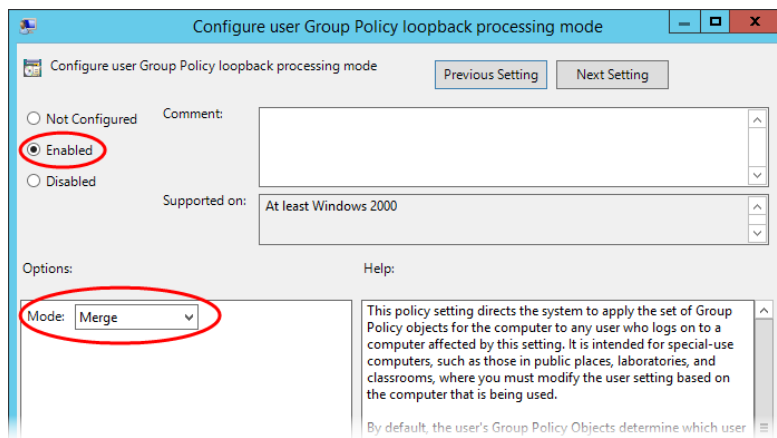 Configure user Group Policy loopback processing mode
Configure user Group Policy loopback processing mode
Previous Setting
Next Setting
Not Configured
Comment:
Enabled
Disabled
Supported on:
At least Windows 2000
Options:
Help:
Mode:
Merge
This policy setting directs the system to apply the set of Group
Policy objects for the computer to any user who logs on to a
computer affected by this setting. It is intended for special-use
computers, such as those in public places, laboratories, and
classrooms, where you must modify the user setting based on
the computer that is being used.
By default, the user's Group Policy Objects determine which user